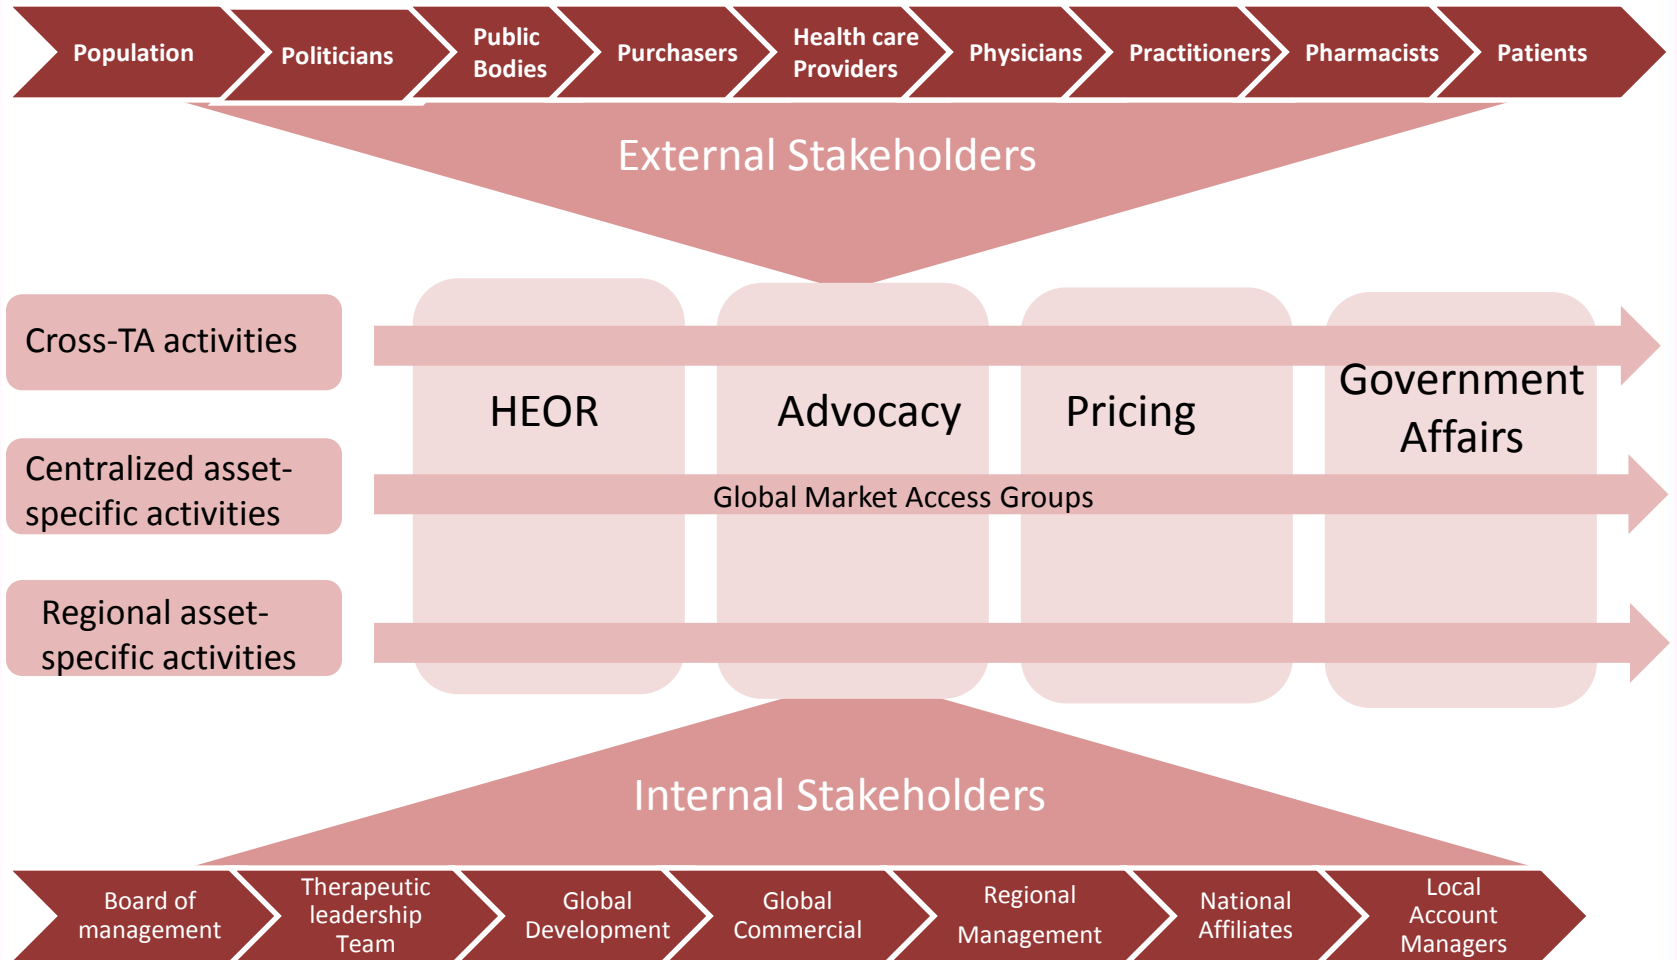 Population
Politicians
Public
Bodies
Purchasers
Health care
Providers
Physicians
Practitioners
Pharmacists
Patients
External Stakeholders
Cross-TA activities
Centralized asset-
specific activities
Regional asset-
specific activities
HEOR
Advocacy
Pricing
Government
Affairs
Global Market Access Groups
Internal Stakeholders
Board of
management
Therapeutic
leadership
Team
Global
Development
Global
Commercial
Regional
Management
National
Affiliates
Local
Account
Managers